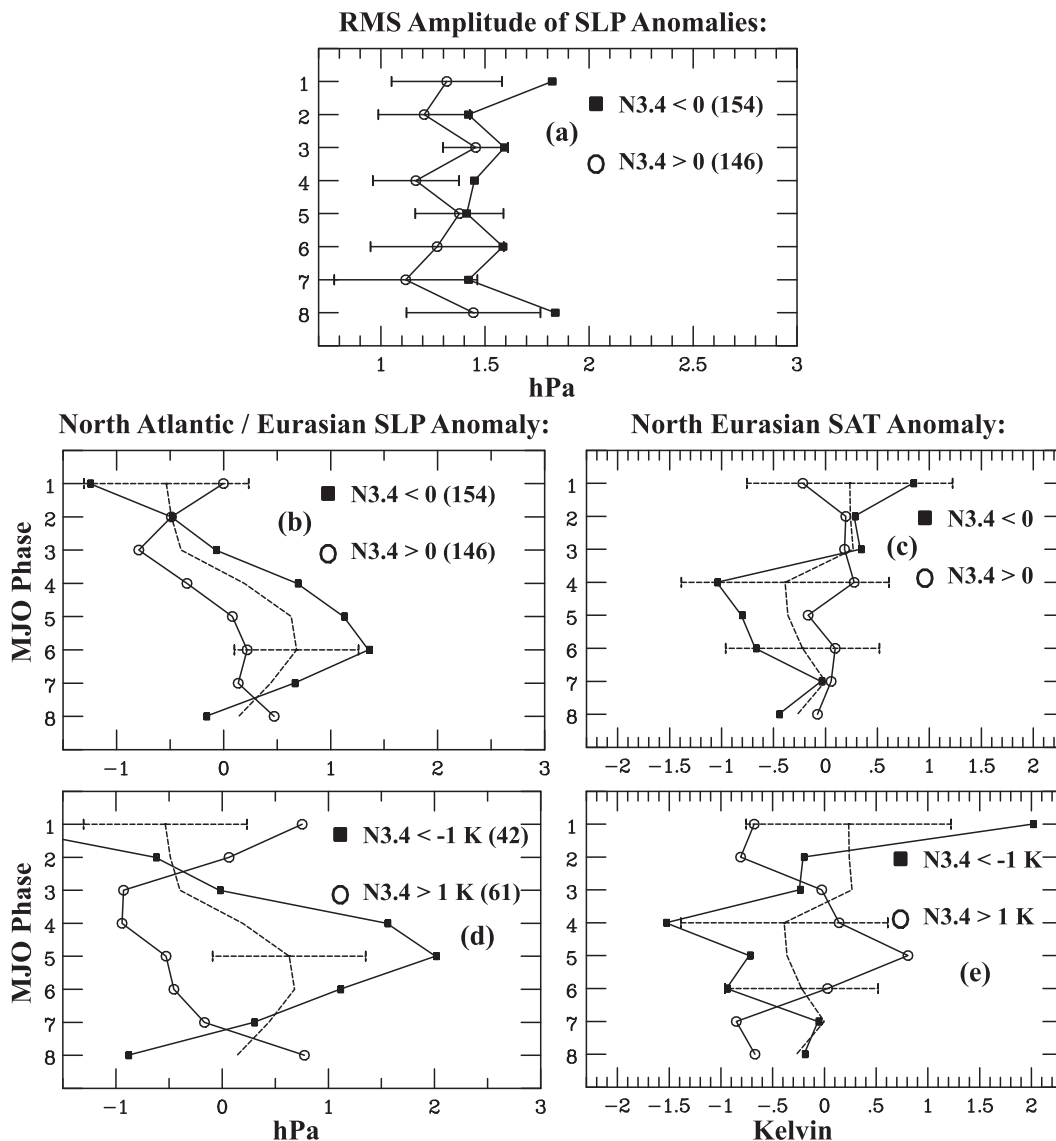 RMS Amplitude of SLP Anomalies:
1
2
3
4
5
6
7
8
N3.4 < 0 (154)
(a)
N3.4 > 0 (146)
1 1.5 2 2.5 3
hPa
North Atlantic / Eurasian SLP Anomaly:
MJO Phase
1
2
3
4
5
6
7
8
N3.4 < 0 (154)
(b)
N3.4 > 0 (146)
−1 0 1 2 3
North Eurasian SAT Anomaly:
1
2
3
4
5
6
7
8
N3.4 < 0
(c)
N3.4 > 0
−2 −1.5 −1 −.5 0 .5 1 1.5 2
MJO Phase
1
2
3
4
5
6
7
8
N3.4 < -1 K (42)
N3.4 > 1 K (61)
(d)
−1 0 1 2 3
hPa
1
2
3
4
5
6
7
8
N3.4 < -1 K
N3.4 > 1 K
(e)
−2 −1.5 −1 −.5 0 .5 1 1.5 2
Kelvin